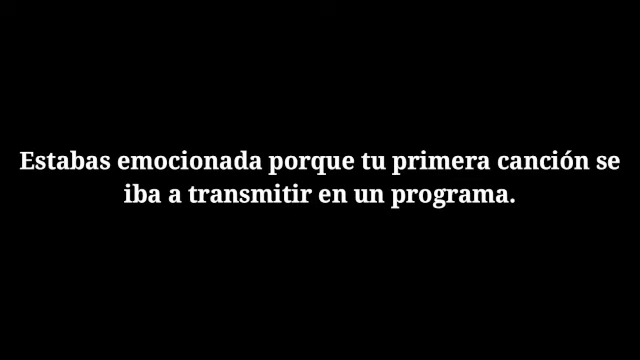 Estabas emocionada porque tu primera canción se
iba a transmitir en un programa.